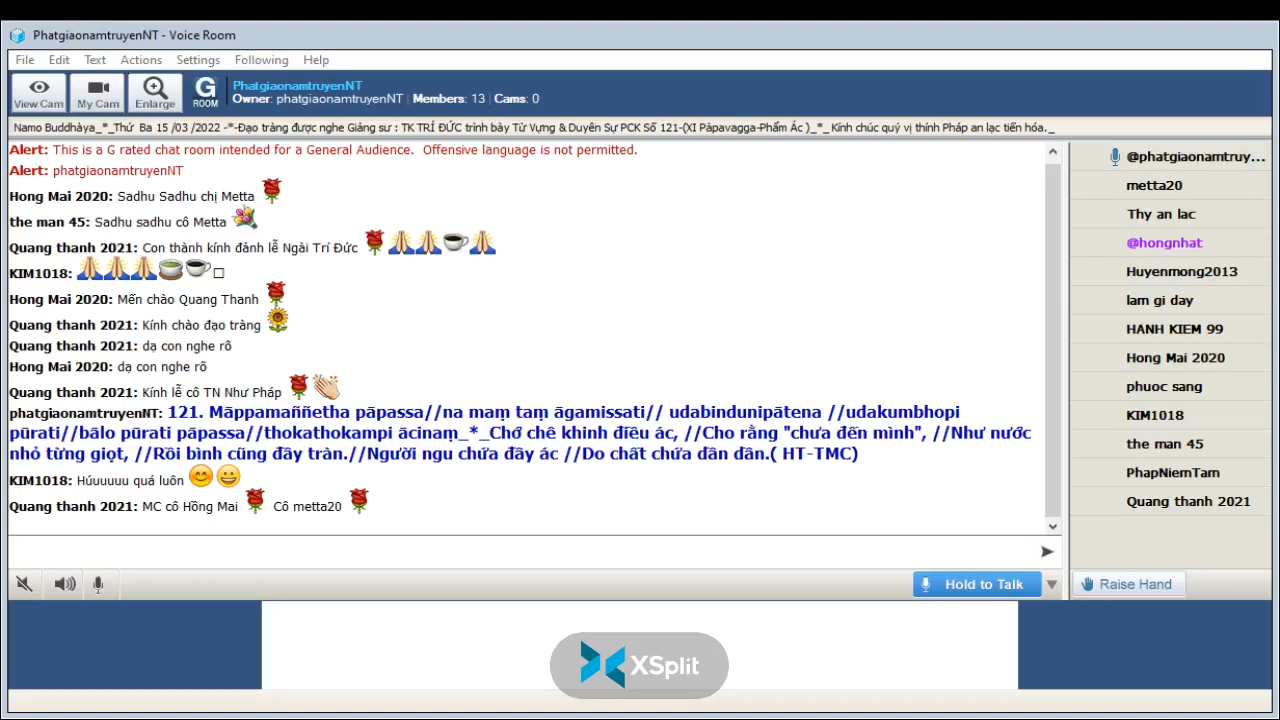 PhatgiaonamtruyenNT - Voice Room
File Edit Text Actions Settings Following Help
View Cam My Cam Enlarge G ROOM
PhatgiaonamtruyenNT
Owner: phatgiaonamtruyenNT | Members: 13 | Cams: 0
Namo Buddhàya_*_Thứ Ba 15 /03 /2022 -*-Đạo tràng được nghe Giảng sư : TK TRÍ ĐỨC trình bày Từ Vựng & Duyên Sự PCK Số 121-(XI Pàpavagga-Phẩm Ác )_*_ Kính chúc quý vị thính Pháp an lạc tiến hóa._
Alert: This is a G rated chat room intended for a General Audience. Offensive language is not permitted.
Alert: phatgiaonamtruyenNT
Hong Mai 2020: Sadhu Sadhu chị Metta
the man 45: Sadhu sadhu cô Metta
Quang thanh 2021: Con thành kính đảnh lễ Ngài Trí Đức
KIM1018:
Hong Mai 2020: Mến chào Quang Thanh
Quang thanh 2021: Kính chào đạo tràng
Quang thanh 2021: dạ con nghe rõ
Hong Mai 2020: dạ con nghe rõ
Quang thanh 2021: Kính lễ cô TN Như Pháp
phatgiaonamtruyenNT: 121. Māppamaññetha pāpassa//na maṃ taṃ āgamissati// udabindunipātena //udakumbhopi
pūrati//bālo pūrati pāpassa//thokathokampi ācinaṃ_*_Chớ chê khinh điều ác, //Cho rằng "chưa đến mình", //Như nước
nhỏ từng giọt, //Rồi bình cũng đầy tràn.//Người ngu chứa đầy ác //Do chất chứa dần dần.( HT-TMC)
KIM1018: Húuuuuu quá luôn
Quang thanh 2021: MC cô Hồng Mai Cô metta20
Hold to Talk
@phatgiaonamtruy...
metta20
Thy an lac
@hongnhat
Huyenmong2013
lam gi day
HANH KIEM 99
Hong Mai 2020
phuoc sang
KIM1018
the man 45
PhapNiemTam
Quang thanh 2021
Raise Hand
XSplit